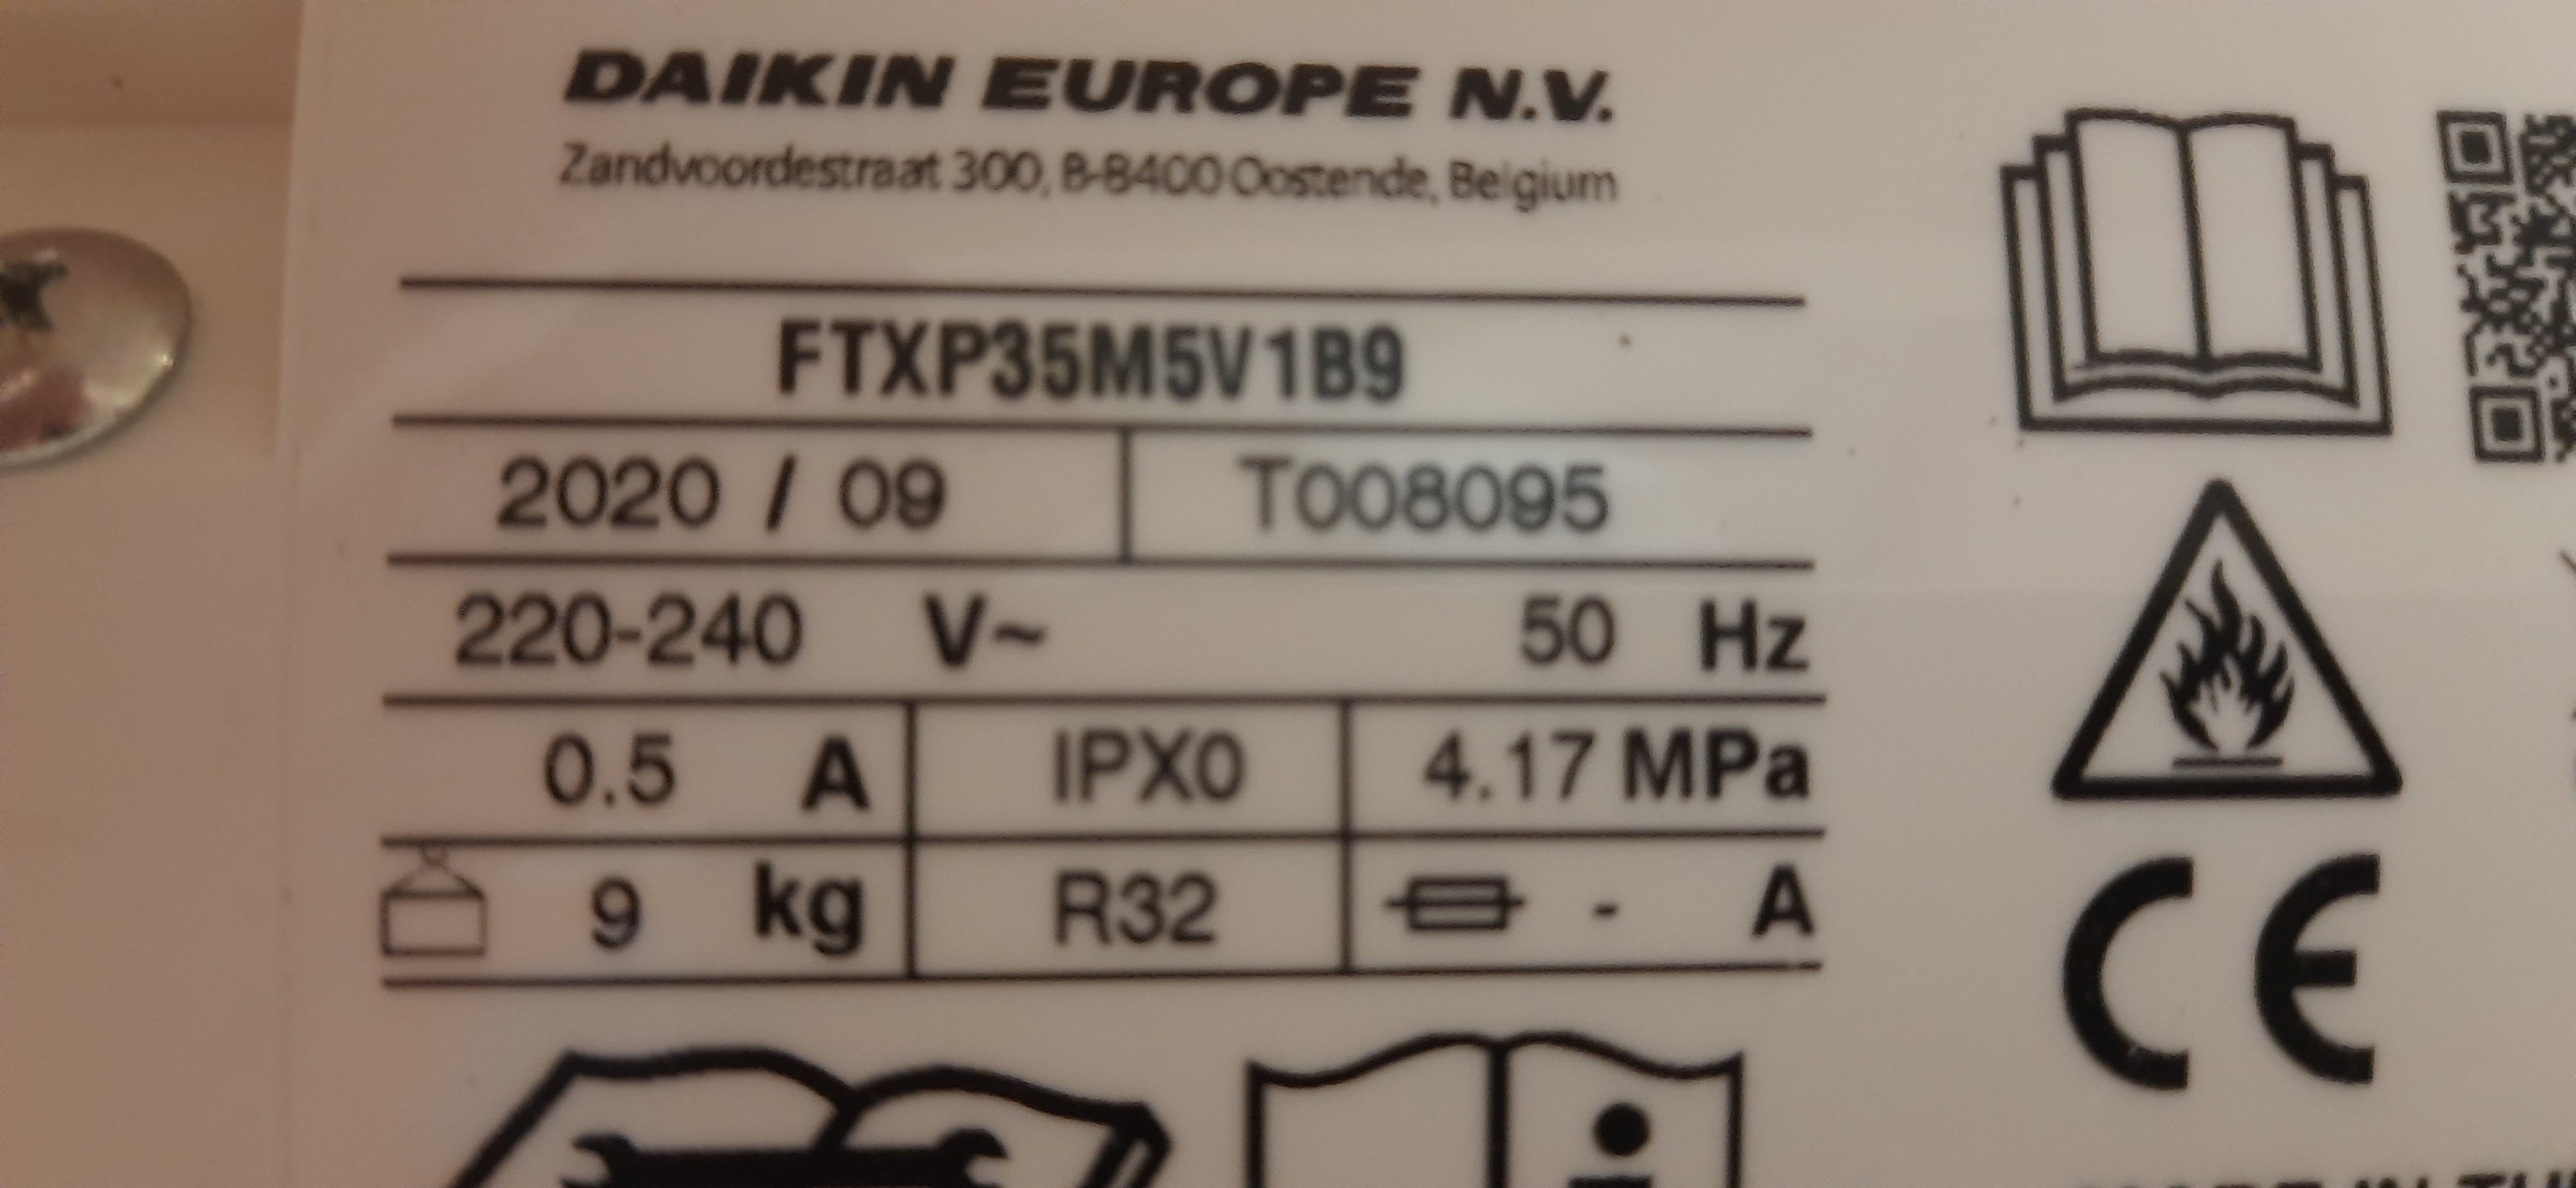 DAIKIN EUROPE N.V.
Zandvoordestraat 300, B-8400 Oostende, Belgium
FTXP35M5V1B9
2020 / 09 T008095
220-240 V~ 50 Hz
0.5 A IPX0 4.17 MPa
9 kg R32 - A
CE